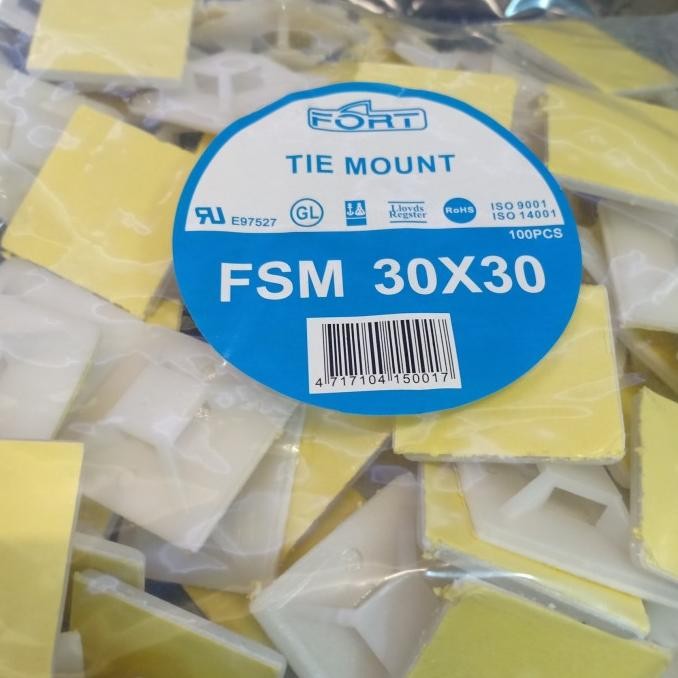 FORT
TIE MOUNT
E97527 GL Lloyds Regster RoHS ISO 9001 ISO 14001
100PCS
FSM 30X30
4 717104 150017